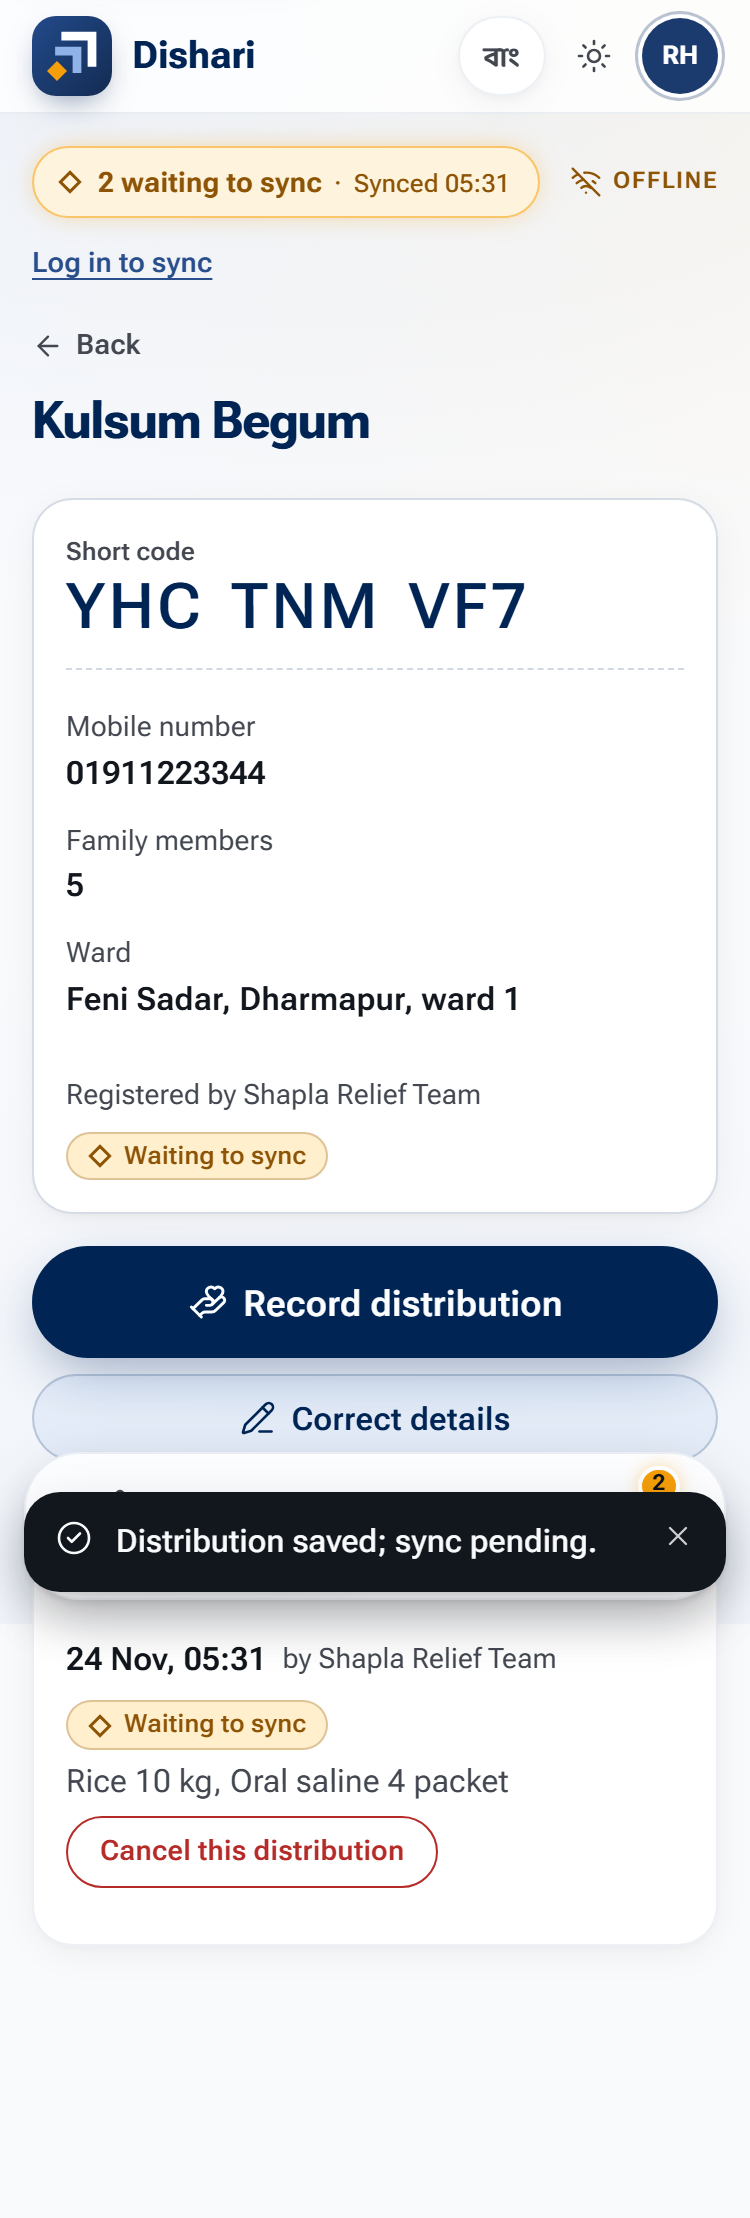 Dishari
বাং
RH
2 waiting to sync · Synced 05:31
OFFLINE
Log in to sync
Back
Kulsum Begum
Short code
YHC TNM VF7
Mobile number
01911223344
Family members
5
Ward
Feni Sadar, Dharmapur, ward 1
Registered by Shapla Relief Team
Waiting to sync
Record distribution
Correct details
2
Distribution saved; sync pending.
24 Nov, 05:31 by Shapla Relief Team
Waiting to sync
Rice 10 kg, Oral saline 4 packet
Cancel this distribution